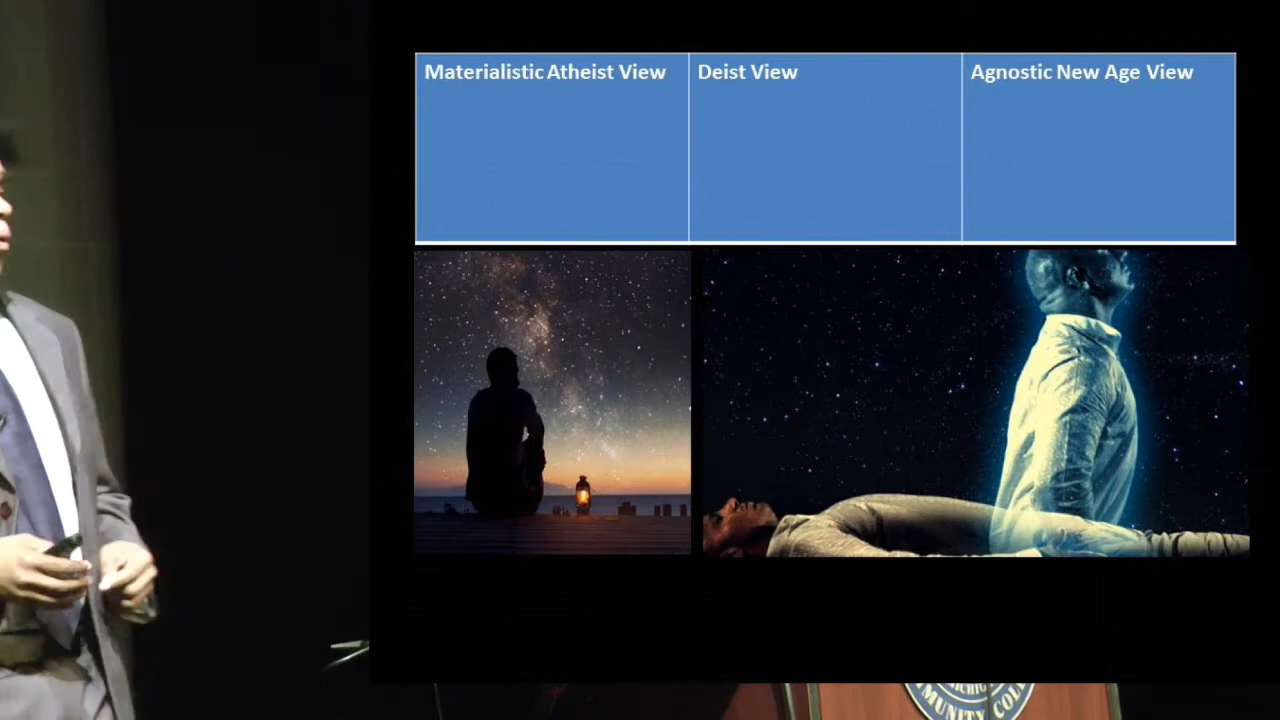 Materialistic Atheist View
Deist View
Agnostic New Age View